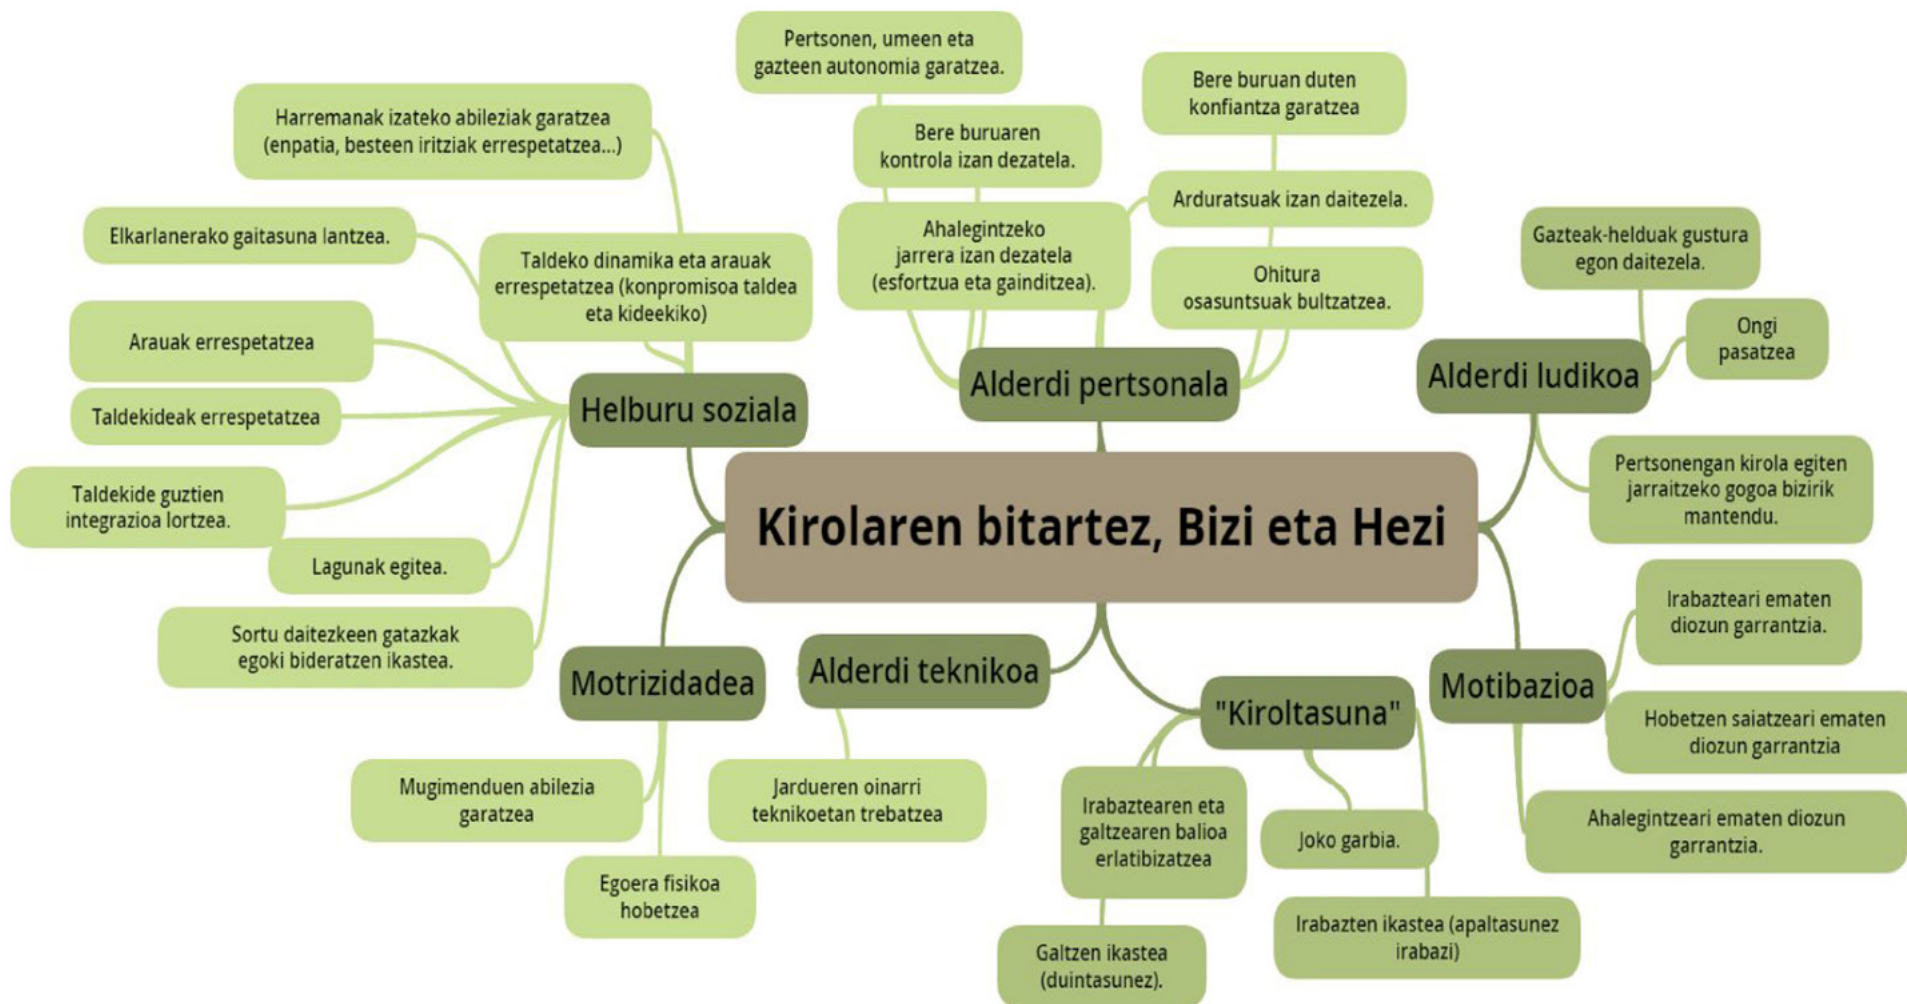 Pertsonen, umeen eta
gazteen autonomia garatzea.
Bere buruan duten
konfiantza garatzea
Harremanak izateko abileziak garatzea
(enpatia, besteen iritziak errespetatzea...)
Bere buruaren
kontrola izan dezatela.
Arduratsuak izan daitezela.
Elkarlanerako gaitasuna lantzea.
Taldeko dinamika eta arauak
errespetatzea (konpromisoa taldea
eta kideekiko)
Ahalegintzeko
jarrera izan dezatela
(esfortzua eta gainditzea).
Ohitura
osasuntsuak bultzatzea.
Gazteak-helduak gustura
egon daitezela.
Ongi
pasatzea
Arauak errespetatzea
Taldekideak errespetatzea
Helburu soziala
Alderdi pertsonala
Alderdi ludikoa
Taldekide guztien
integrazioa lortzea.
Kirolaren bitartez, Bizi eta Hezi
Pertsonengan kirola egiten
jarraitzeko gogoa bizirik
mantendu.
Lagunak egitea.
Sortu daitezkeen gatazkak
egoki bideratzen ikastea.
Motrizidadea
Alderdi teknikoa
"Kiroltasuna"
Motibazioa
Irabazteari ematen
diozun garrantzia.
Hobetzen saiatzeari ematen
diozun garrantzia
Ahalegintzeari ematen diozun
garrantzia.
Mugimenduen abilezia
garatzea
Jardueren oinarri
teknikoetan trebatzea
Irabaztearen eta
galtzearen balioa
erlatibizatzea
Joko garbia.
Egoera fisikoa
hobetzea
Galtzen ikastea
(duintasunez).
Irabazten ikastea (apaltasunez
irabazi)